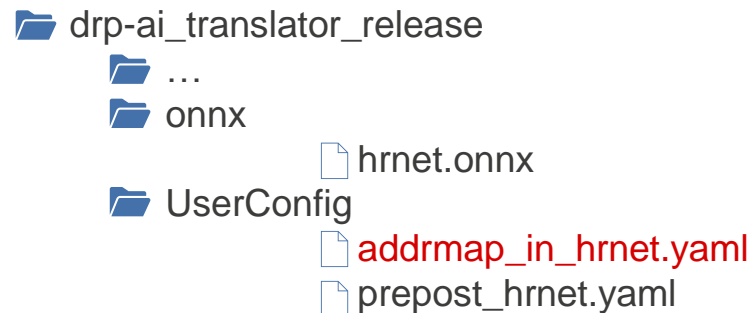 drp-ai_translator_release
…
onnx
hrnet.onnx
UserConfig
addrmap_in_hrnet.yaml
prepost_hrnet.yaml